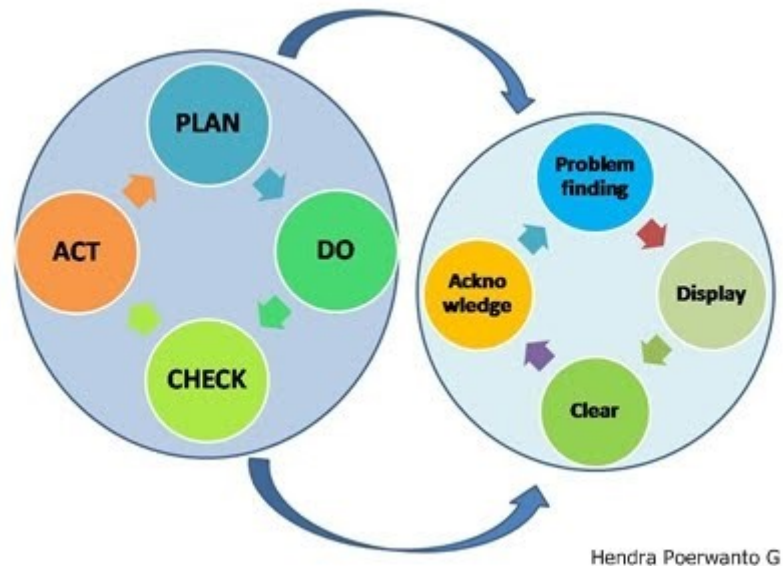 PLAN
DO
CHECK
ACT
Problem
finding
Display
Clear
Ackno
wledge
Hendra Poerwanto G